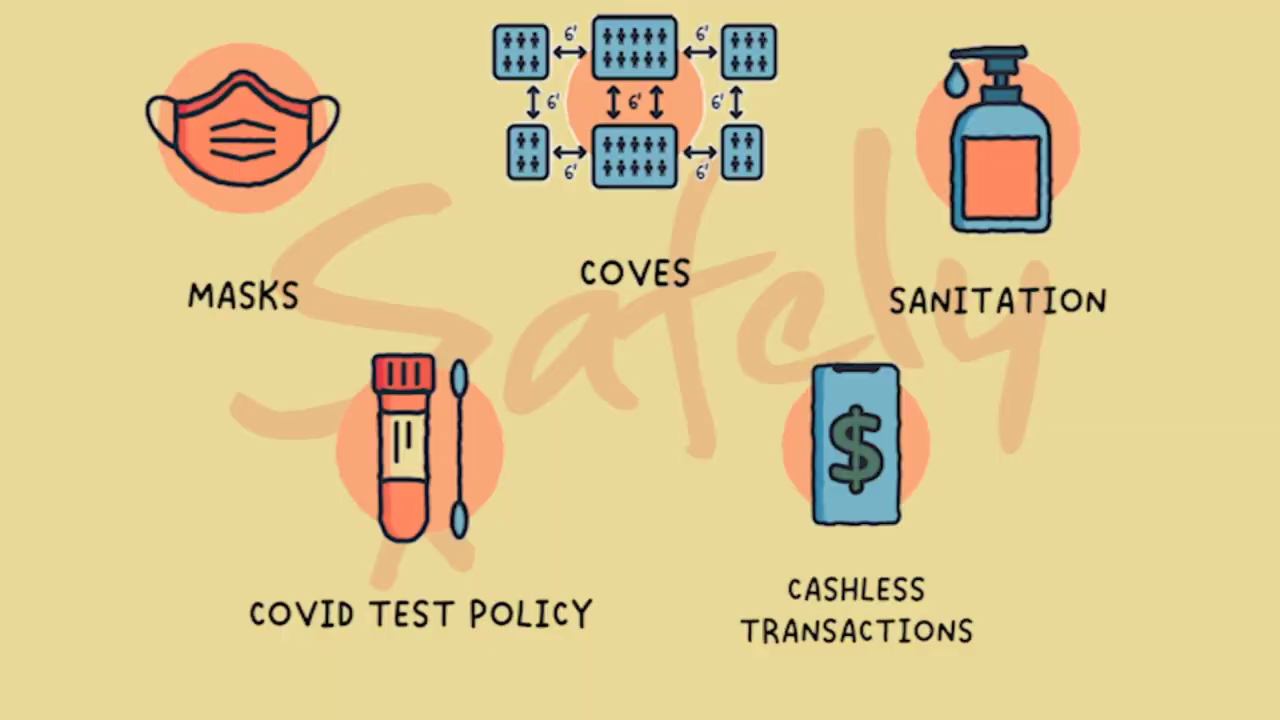 6' 6'
6' 6' 6'
6' 6'
Safely
MASKS
COVES
SANITATION
COVID TEST POLICY
CASHLESS
TRANSACTIONS